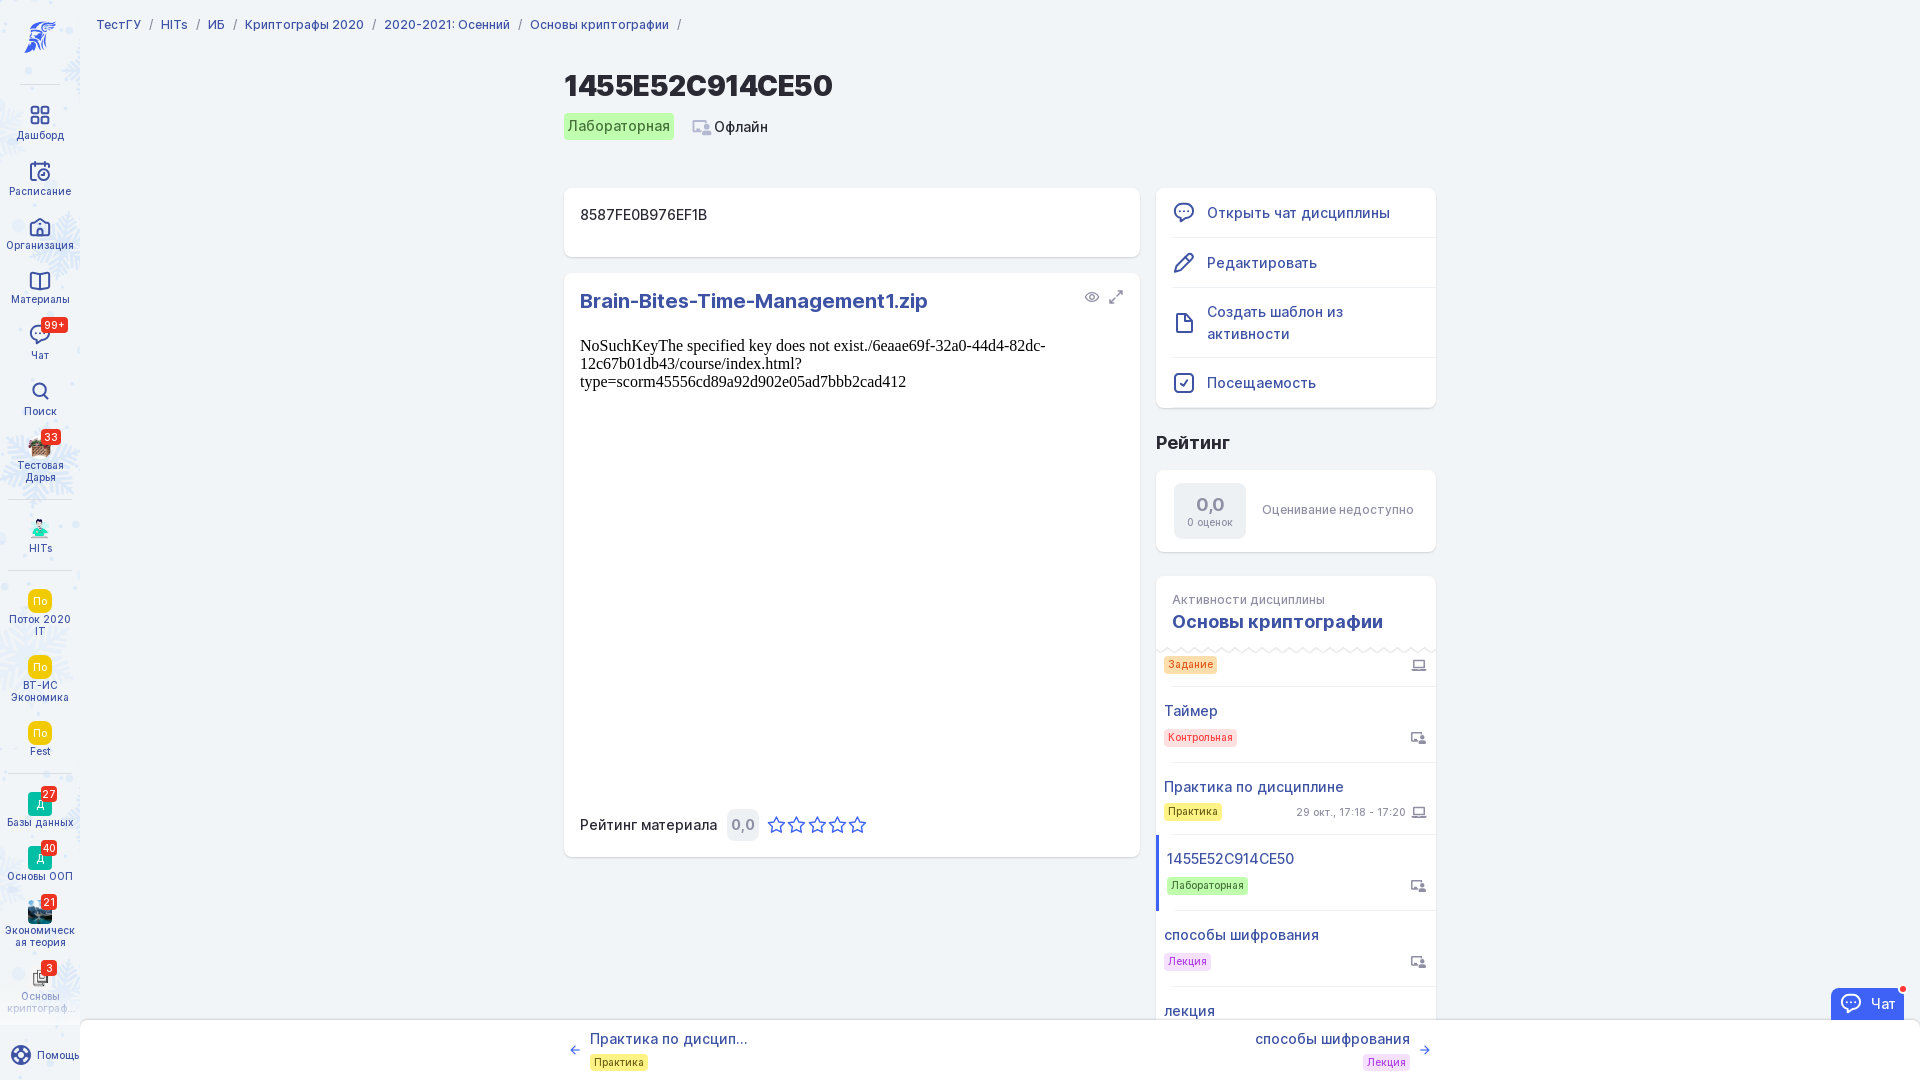 ТестГУ / HITs / ИБ / Криптографы 2020 / 2020-2021: Осенний / Основы криптографии /
1455E52C914CE50
Лабораторная Офлайн
Дашборд
Расписание
Организация
Материалы
99+
Чат
Поиск
33
Тестовая
Дарья
HITs
По
Поток 2020
IT
По
ВТ-ИС
Экономика
По
Fest
27
Д
Базы данных
40
Д
Основы ООП
21
Экономическ
ая теория
3
Основы
криптограф...
Помощь
8587FE0B976EF1B
Brain-Bites-Time-Management1.zip
NoSuchKeyThe specified key does not exist./6eaae69f-32a0-44d4-82dc-
12c67b01db43/course/index.html?
type=scorm45556cd89a92d902e05ad7bbb2cad412
Рейтинг материала 0,0
Открыть чат дисциплины
Редактировать
Создать шаблон из
активности
Посещаемость
Рейтинг
0,0
0 оценок
Оценивание недоступно
Активности дисциплины
Основы криптографии
Задание
Таймер
Контрольная
Практика по дисциплине
Практика 29 окт., 17:18 - 17:20
1455E52C914CE50
Лабораторная
способы шифрования
Лекция
лекция
Чат
Практика по дисцип...
Практика
способы шифрования
Лекция